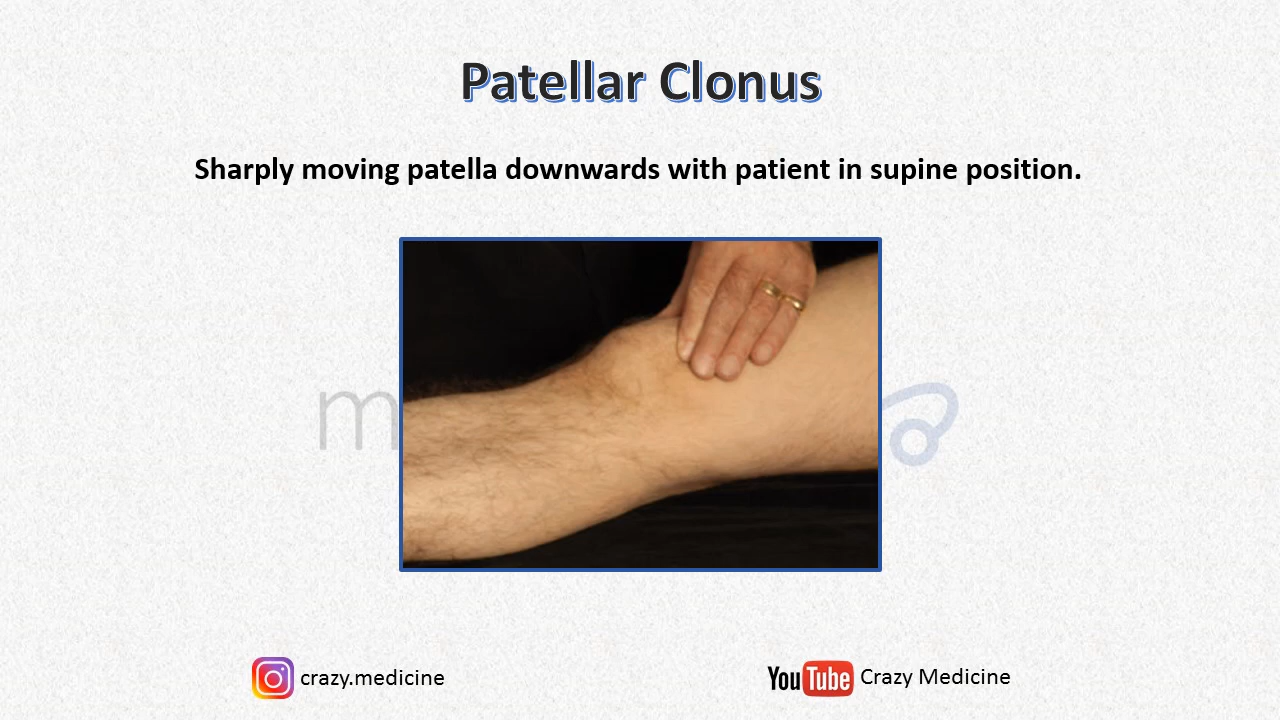 Patellar Clonus
Sharply moving patella downwards with patient in supine position.
m
crazy.medicine
YouTube Crazy Medicine